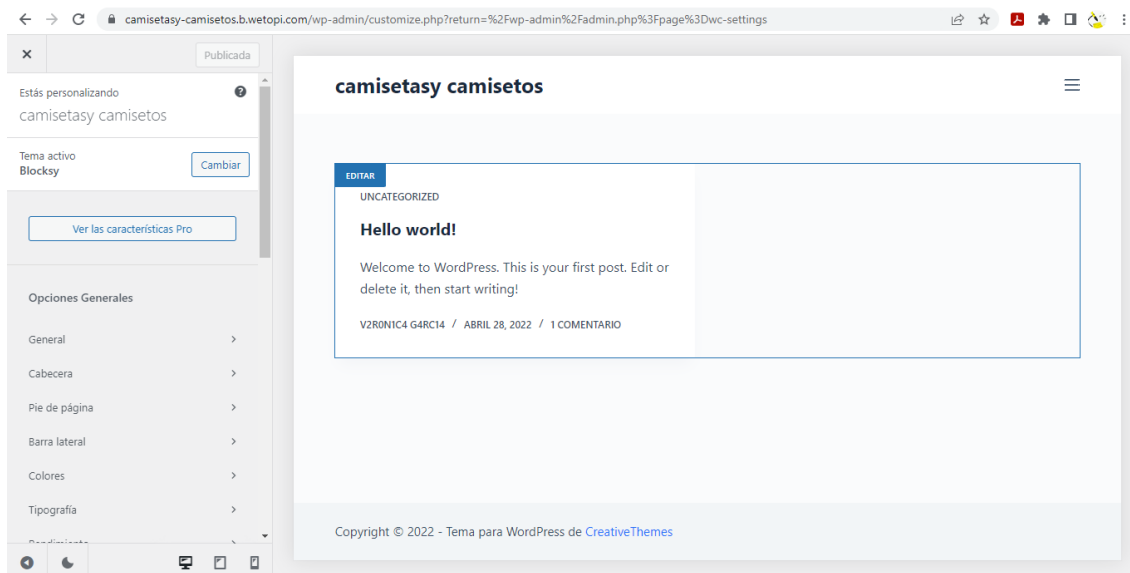 camisetasy-camisetos.b.wetopi.com/wp-admin/customize.php?return=%2Fwp-admin%2Fadmin.php%3Fpage%3Dwc-settings
Publicada
Estás personalizando
camisetasy camisetos
Tema activo
Blocksy
Cambiar
Ver las características Pro
Opciones Generales
General
Cabecera
Pie de página
Barra lateral
Colores
Tipografía
camisetasy camisetos
EDITAR
UNCATEGORIZED
Hello world!
Welcome to WordPress. This is your first post. Edit or
delete it, then start writing!
V2R0N1C4 G4RC14 / ABRIL 28, 2022 / 1 COMENTARIO
Copyright © 2022 - Tema para WordPress de CreativeThemes